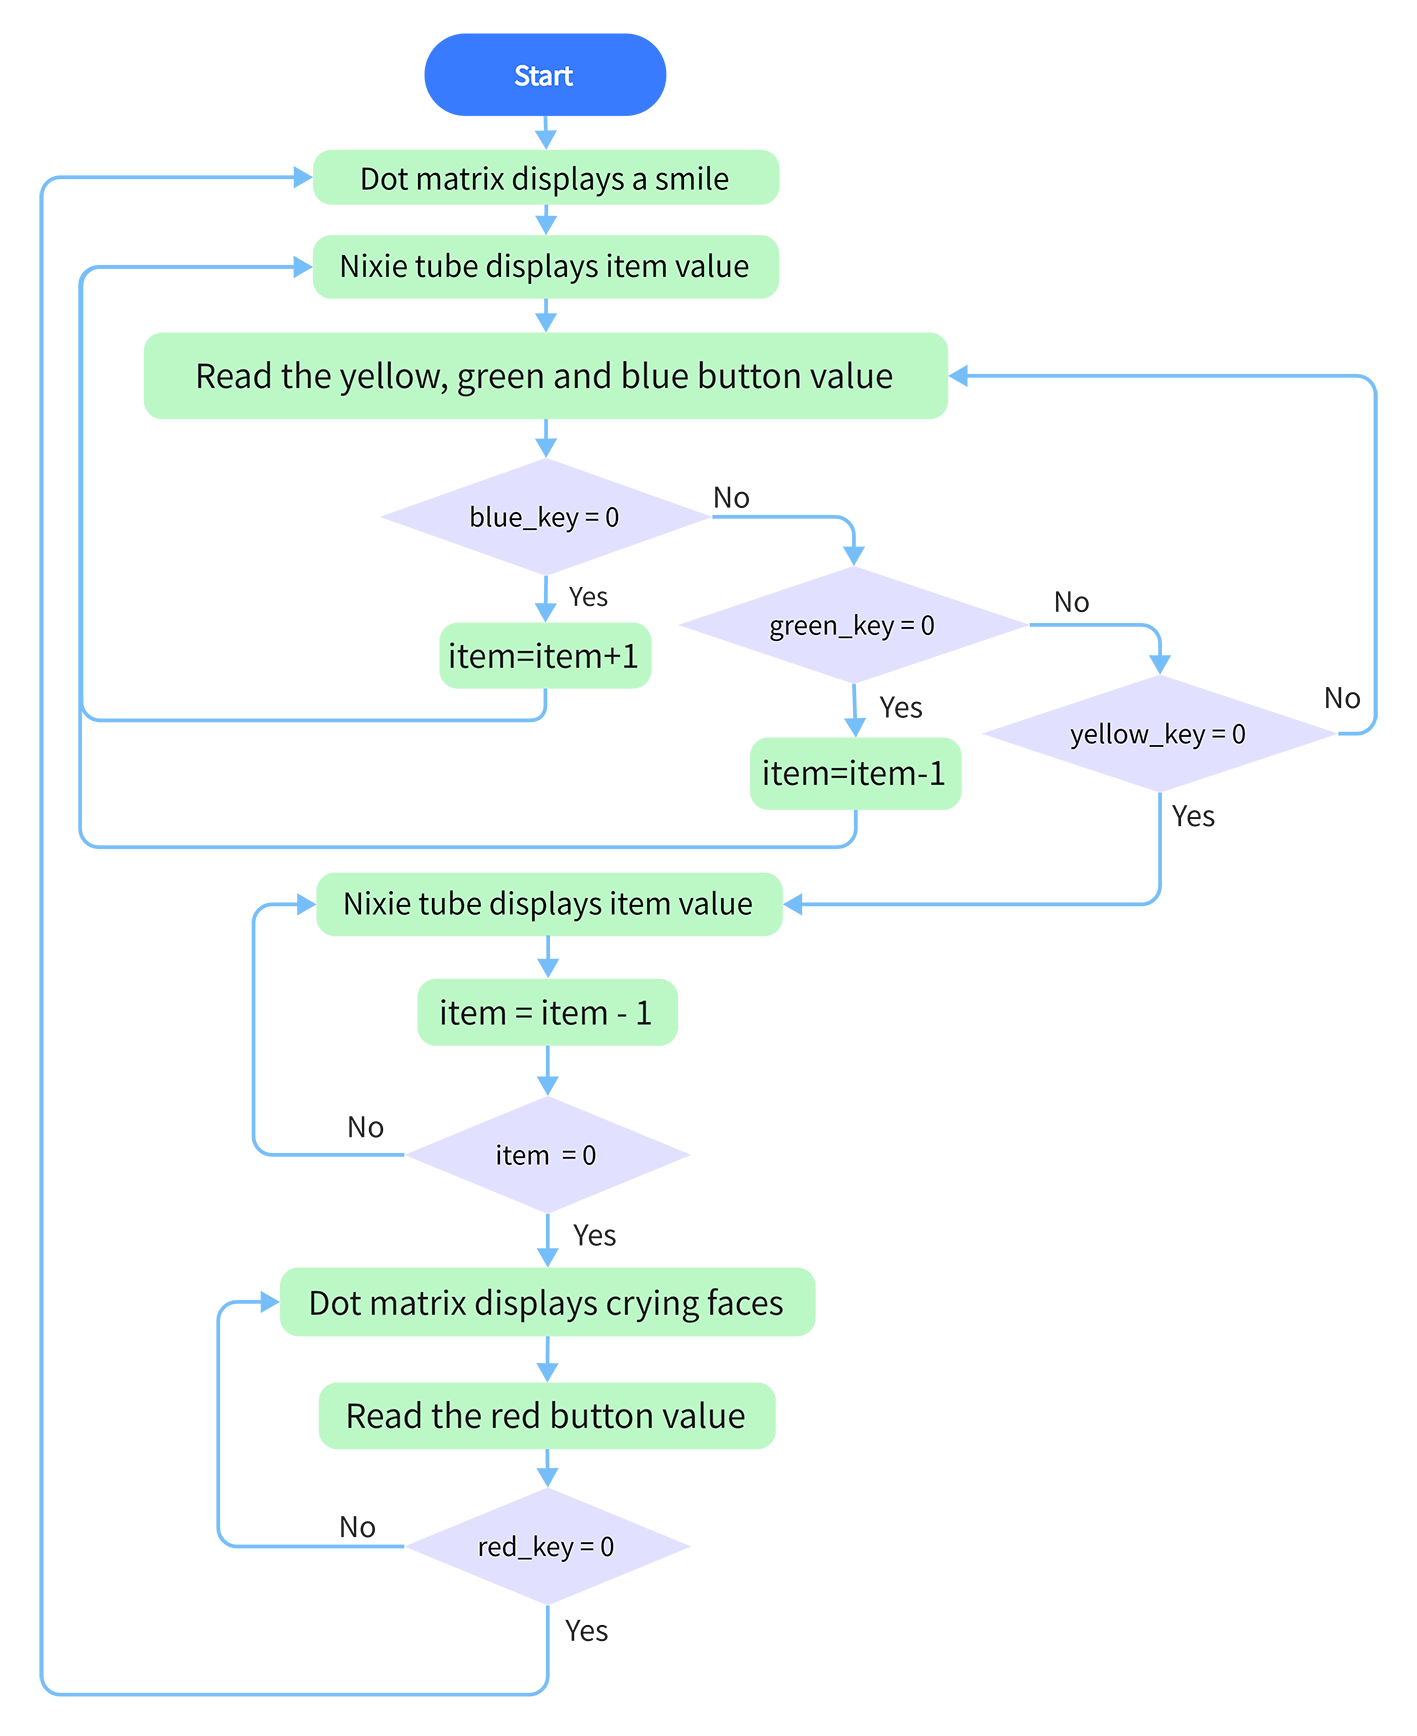 Start
Dot matrix displays a smile
Nixie tube displays item value
Read the yellow, green and blue button value
blue_key = 0
No
Yes
green_key = 0
No
item=item+1
Yes
yellow_key = 0
No
item=item-1
Yes
Nixie tube displays item value
item = item - 1
No
item = 0
Yes
Dot matrix displays crying faces
Read the red button value
No
red_key = 0
Yes